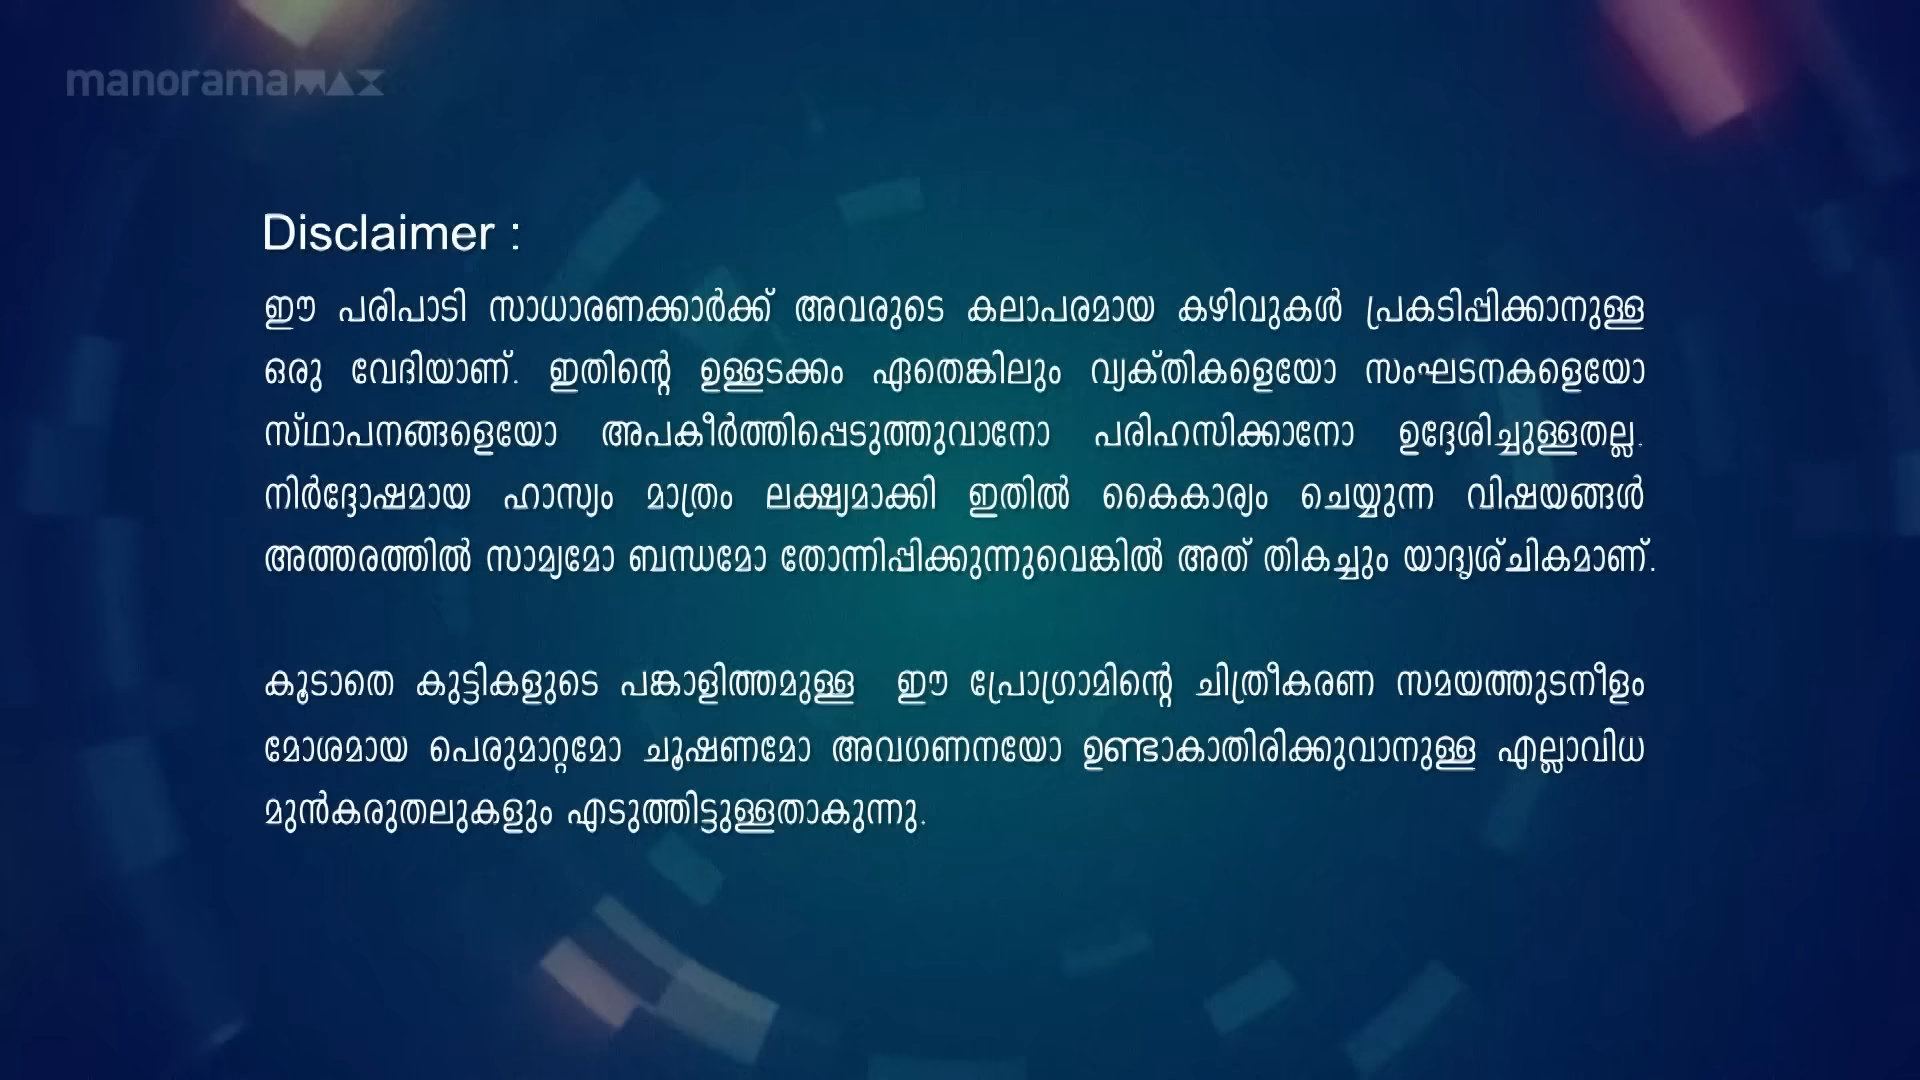 manoramaMAX
Disclaimer :
ഈ പരിപാടി സാധാരണക്കാർക്ക് അവരുടെ കലാപരമായ കഴിവുകൾ പ്രകടിപ്പിക്കാനുള്ള
ഒരു വേദിയാണ്. ഇതിന്റെ ഉള്ളടക്കം ഏതെങ്കിലും വ്യക്‌തികളെയോ സംഘടനകളെയോ
സ്‌ഥാപനങ്ങളെയോ അപകീർത്തിപ്പെടുത്തുവാനോ പരിഹസിക്കാനോ ഉദ്ദേശിച്ചുള്ളതല്ല.
നിർദ്ദോഷമായ ഹാസ്യം മാത്രം ലക്ഷ്യമാക്കി ഇതിൽ കൈകാര്യം ചെയ്യുന്ന വിഷയങ്ങൾ
അത്തരത്തിൽ സാമ്യമോ ബന്ധമോ തോന്നിപ്പിക്കുന്നുവെങ്കിൽ അത് തികച്ചും യാദൃശ്‌ചികമാണ്.
കൂടാതെ കുട്ടികളുടെ പങ്കാളിത്തമുള്ള ഈ പ്രോഗ്രാമിന്റെ ചിത്രീകരണ സമയത്തുടനീളം
മോശമായ പെരുമാറ്റമോ ചൂഷണമോ അവഗണനയോ ഉണ്ടാകാതിരിക്കുവാനുള്ള എല്ലാവിധ
മുൻകരുതലുകളും എടുത്തിട്ടുള്ളതാകുന്നു.